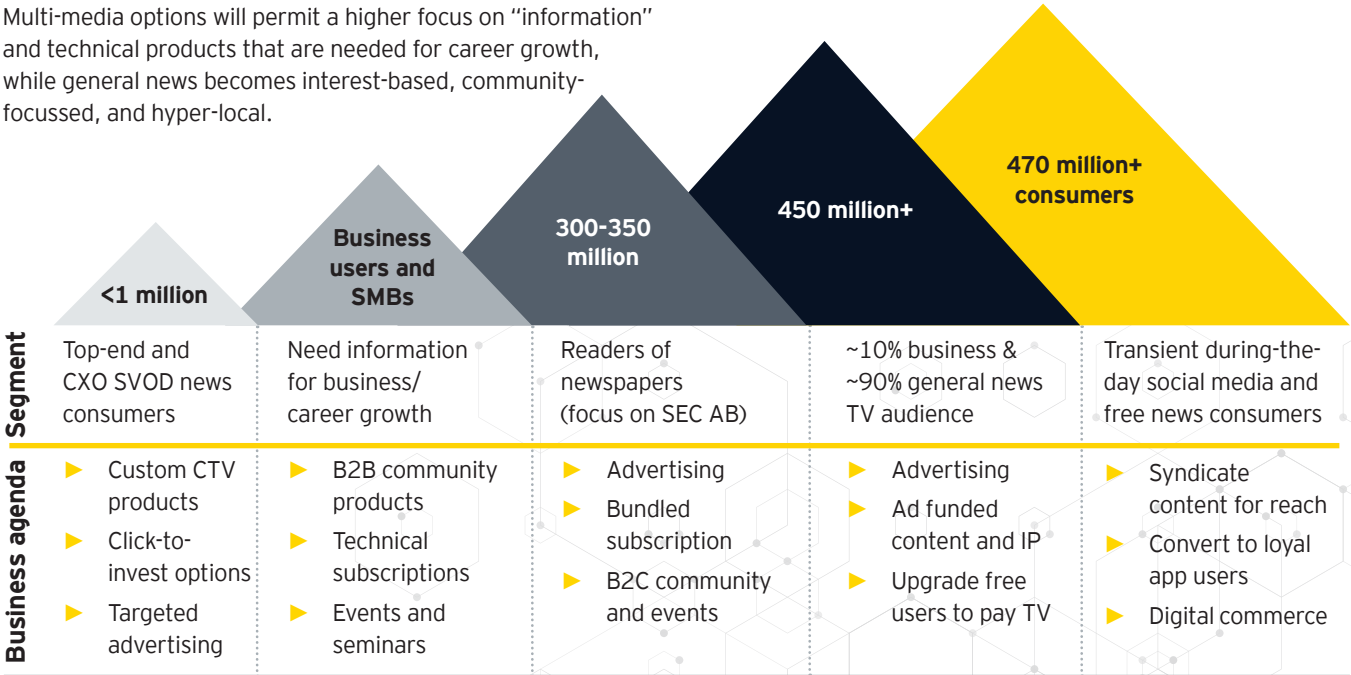 Multi-media options will permit a higher focus on “information”
and technical products that are needed for career growth,
while general news becomes interest-based, community-
focussed, and hyper-local.
<1 million
Business
users and
SMBs
300-350
million
450 million+
470 million+
consumers
Segment
Top-end and
CXO SVOD news
consumers
Need information
for business/
career growth
Readers of
newspapers
(focus on SEC AB)
~10% business &
~90% general news
TV audience
Transient during-the-
day social media and
free news consumers
Business agenda
► Custom CTV
products
► Click-to-
invest options
► Targeted
advertising
► B2B community
products
► Technical
subscriptions
► Events and
seminars
► Advertising
► Bundled
subscription
► B2C community
and events
► Advertising
► Ad funded
content and IP
► Upgrade free
users to pay TV
► Syndicate
content for reach
► Convert to loyal
app users
► Digital commerce